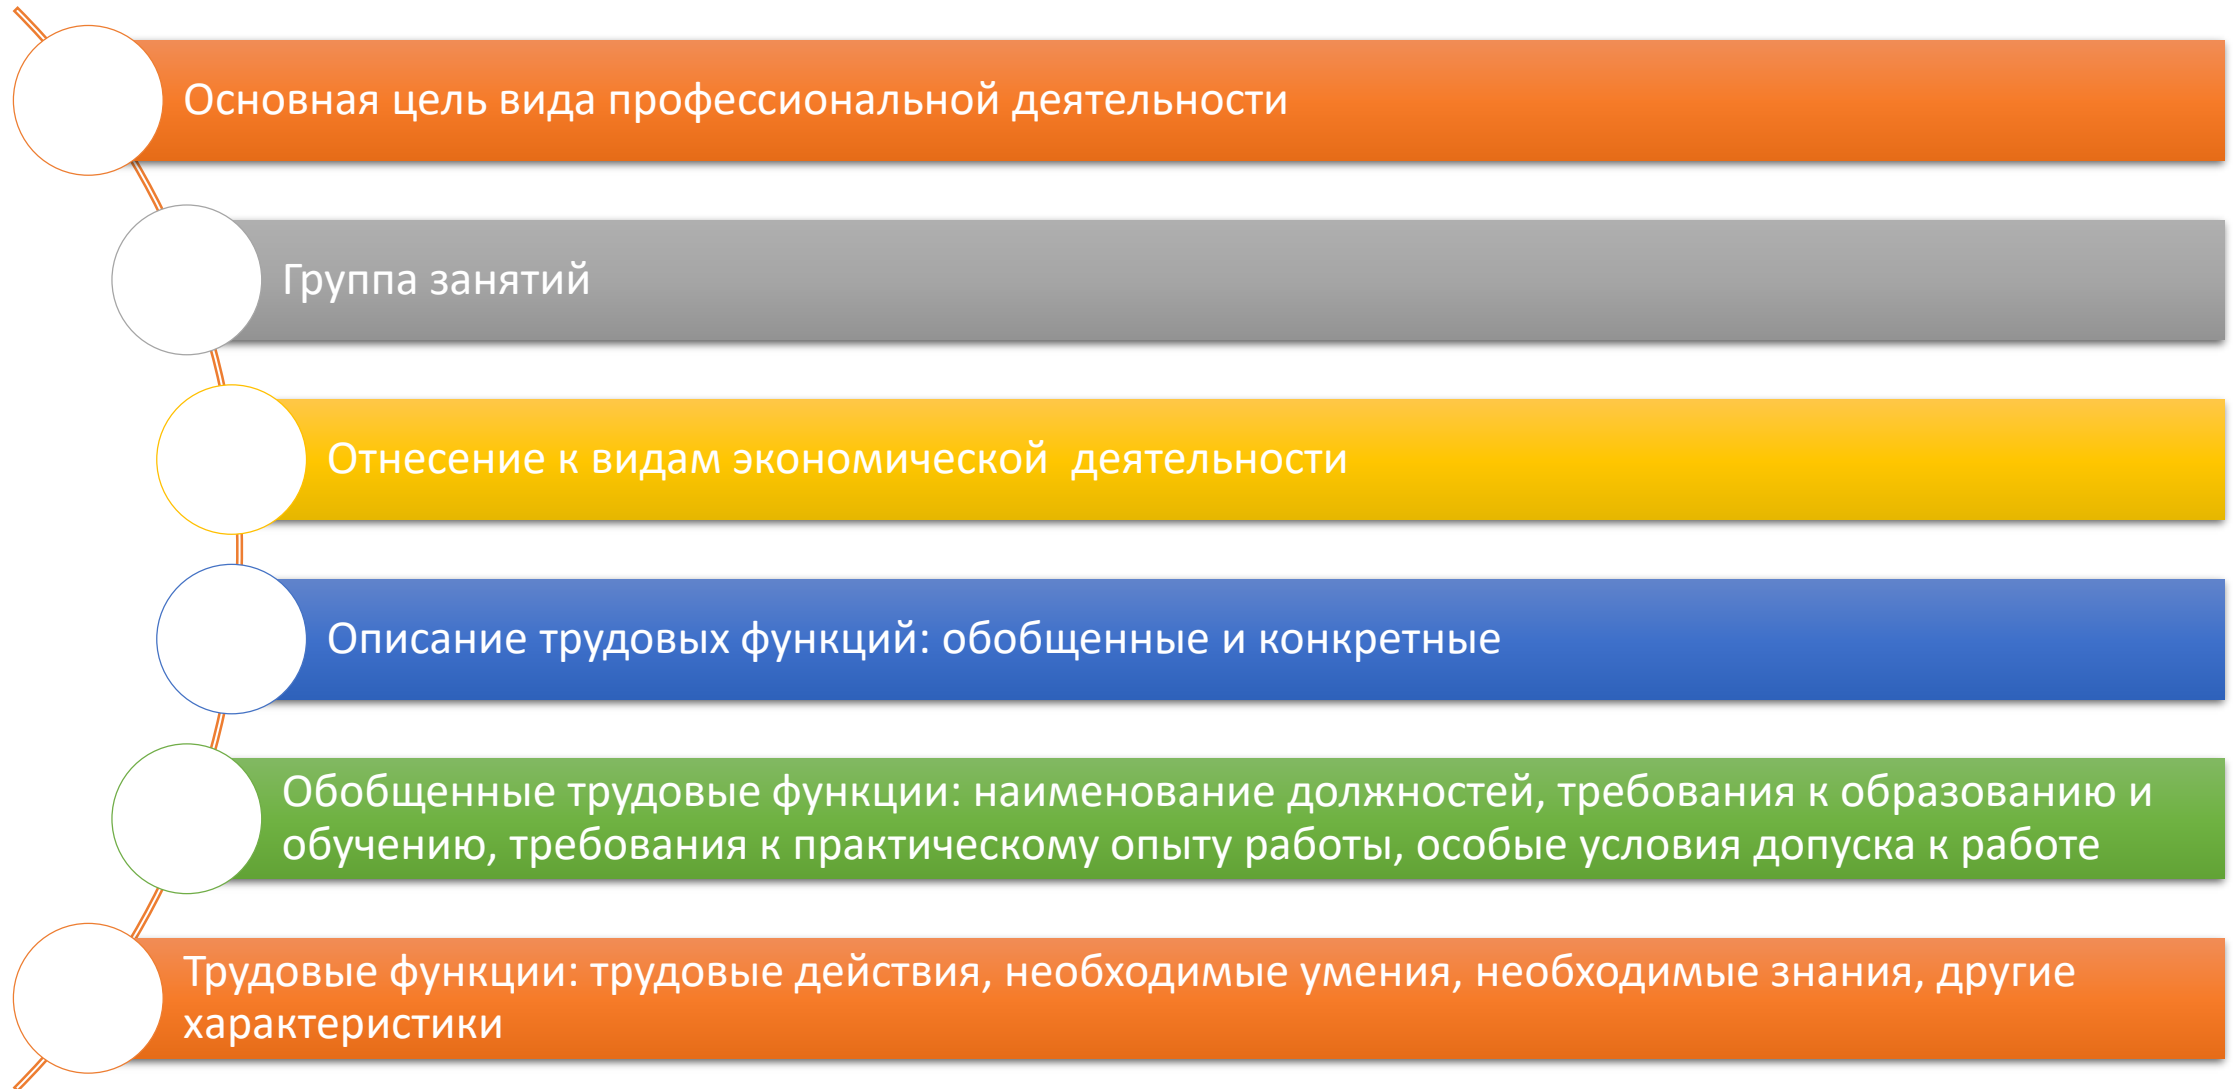 Основная цель вида профессиональной деятельности
Группа занятий
Отнесение к видам экономической  деятельности
Описание трудовых функций: обобщенные и конкретные
Обобщенные трудовые функции: наименование должностей, требования к образованию и
обучению, требования к практическому опыту работы, особые условия допуска к работе
Трудовые функции: трудовые действия, необходимые умения, необходимые знания, другие
характеристики